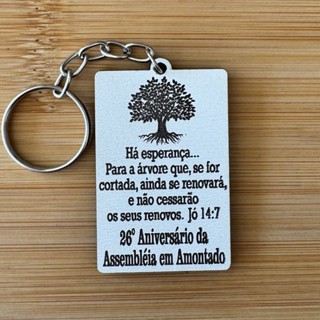 Há esperança...
Para a árvore que, se for
cortada, ainda se renovará,
e não cessarão
os seus renovos. Jó 14:7
26º Aniversário da
Assembléia em Amontado